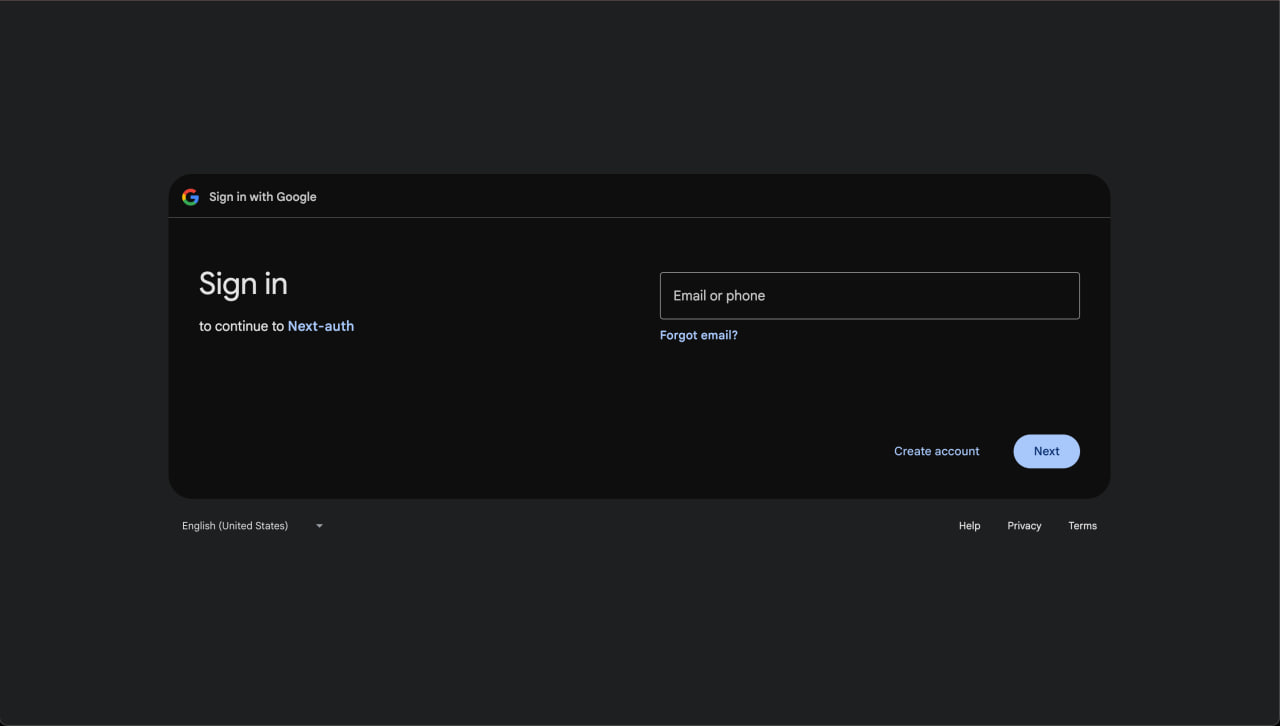 Sign in with Google
Sign in
to continue to Next-auth
Email or phone
Forgot email?
Create account
Next
English (United States)
Help
Privacy
Terms